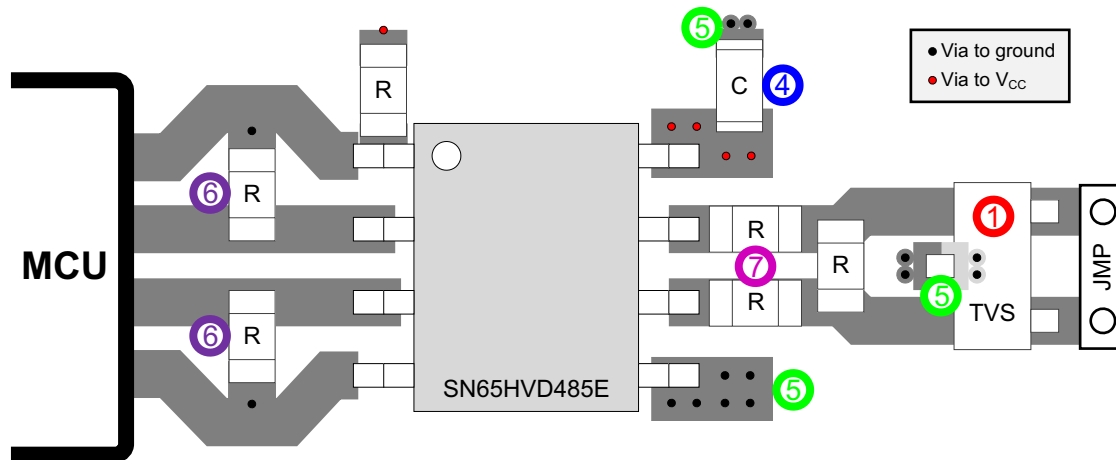 5
Via to ground
Via to VCC
R
C
4
R
6
1
R
MCU
7
R
JMP
R
5
TVS
6
R
SN65HVD485E
5